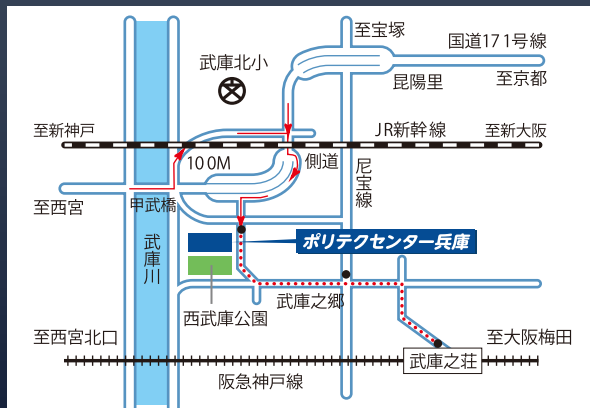 至宝塚
国道171号線
武庫北小
昆陽里
至京都
至新神戸
JR新幹線
至新大阪
100M
側道
尼宝線
甲武橋
至西宮
武庫川
ポリテクセンター兵庫
武庫之郷
西武庫公園
至西宮北口
至大阪梅田
武庫之荘
阪急神戸線